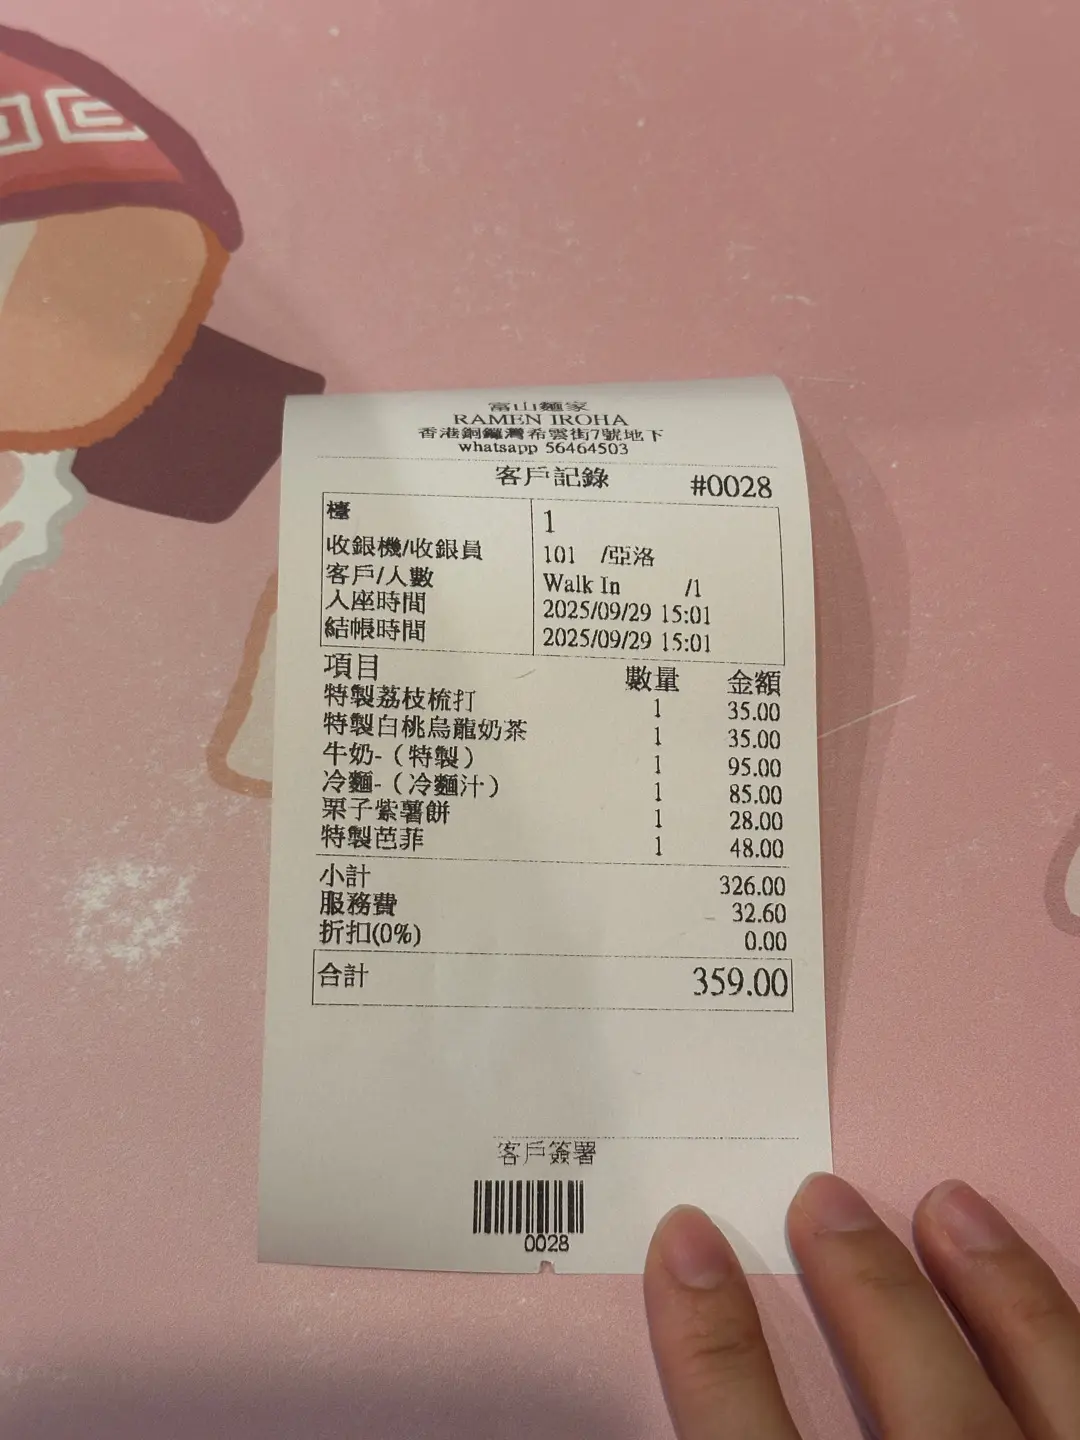 富山麵家
RAMEN IROHA
香港銅鑼灣希雲街7號地下
whatsapp 56464503
客戶記錄 #0028
檯 1
收銀機/收銀員 101 /亞洛
客戶/人數 Walk In /1
入座時間 2025/09/29 15:01
結帳時間 2025/09/29 15:01
項目 數量 金額
特製荔枝梳打 1 35.00
特製白桃烏龍奶茶 1 35.00
牛奶-（特製） 1 95.00
冷麵-（冷麵汁） 1 85.00
栗子紫薯餅 1 28.00
特製芭菲 1 48.00
小計 326.00
服務費 32.60
折扣(0%) 0.00
合計 359.00
客戶簽署
0028